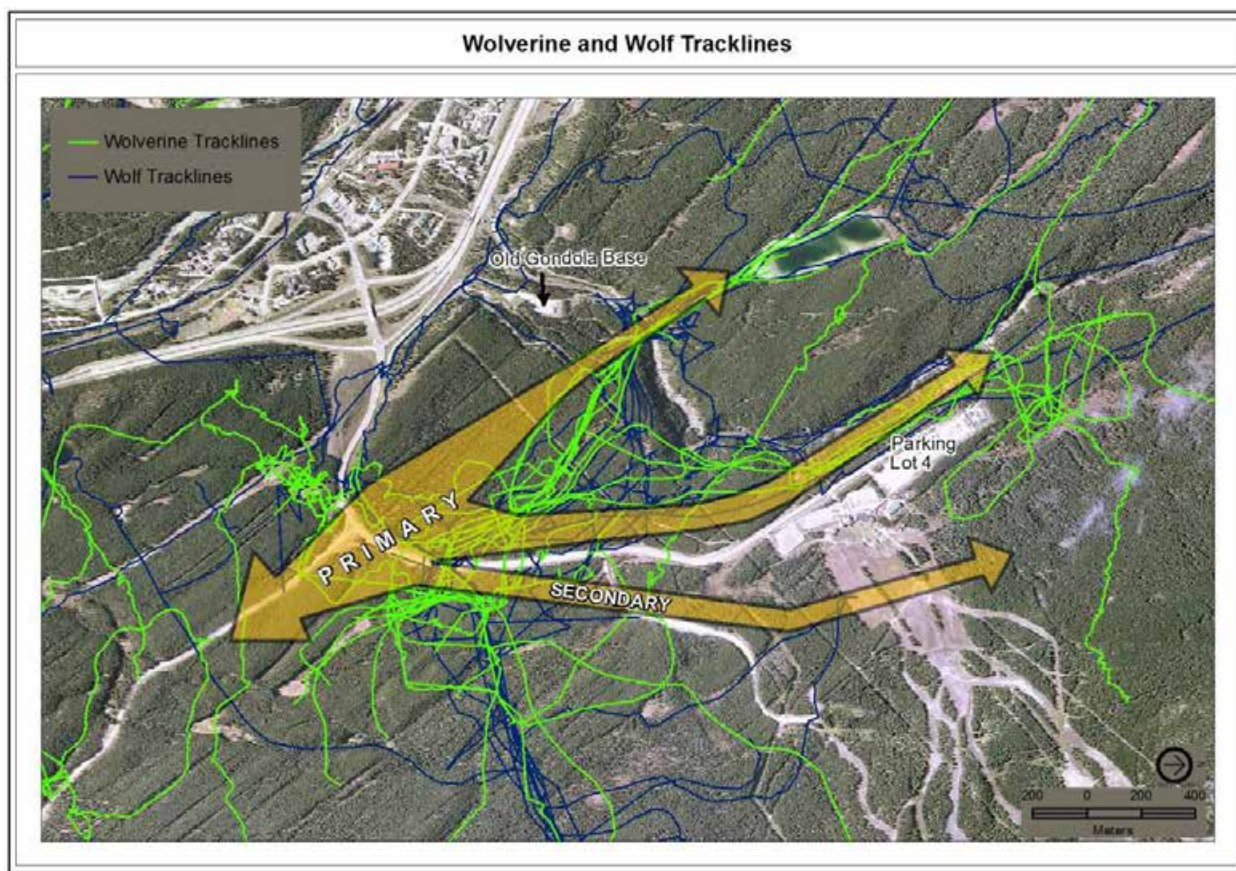 Wolverine and Wolf Tracklines
Wolverine Tracklines
Wolf Tracklines
Old Gondola Base
Parking
Lot 4
PRIMARY
SECONDARY
200 0 200 400
Meters